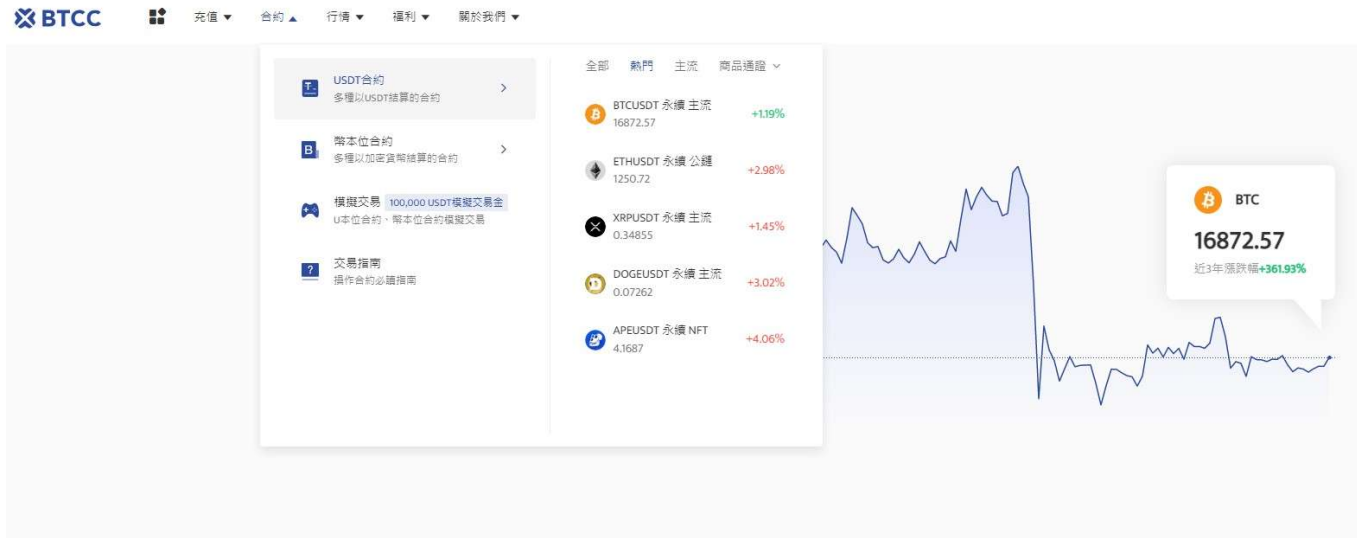 BTCC
充值
合約
行情
福利
關於我們
USDT合約
多種以USDT結算的合約
幣本位合約
多種以加密貨幣結算的合約
模擬交易 100,000 USDT模擬交易金
U本位合約、幣本位合約模擬交易
交易指南
操作合約必讀指南
全部 熱門 主流 商品通證
BTCUSDT 永續 主流
16872.57
+1.19%
ETHUSDT 永續 公鏈
1250.72
+2.98%
XRPUSDT 永續 主流
0.34855
+1.45%
DOGEUSDT 永續 主流
0.07262
+3.02%
APEUSDT 永續 NFT
4.1687
+4.06%
BTC
16872.57
近3年漲跌幅+361.93%